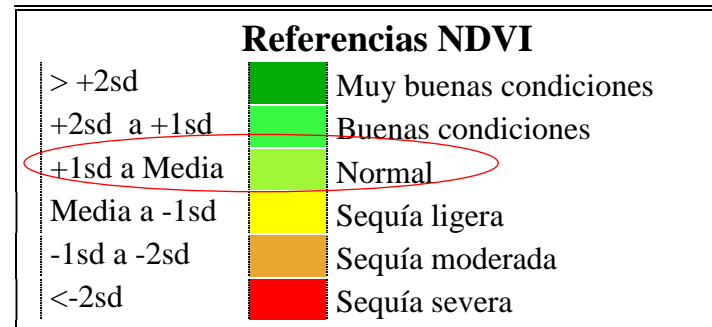 Referencias NDVI
> +2sd Muy buenas condiciones
+2sd a +1sd Buenas condiciones
+1sd a Media Normal
Media a -1sd Sequía ligera
-1sd a -2sd Sequía moderada
<-2sd Sequía severa